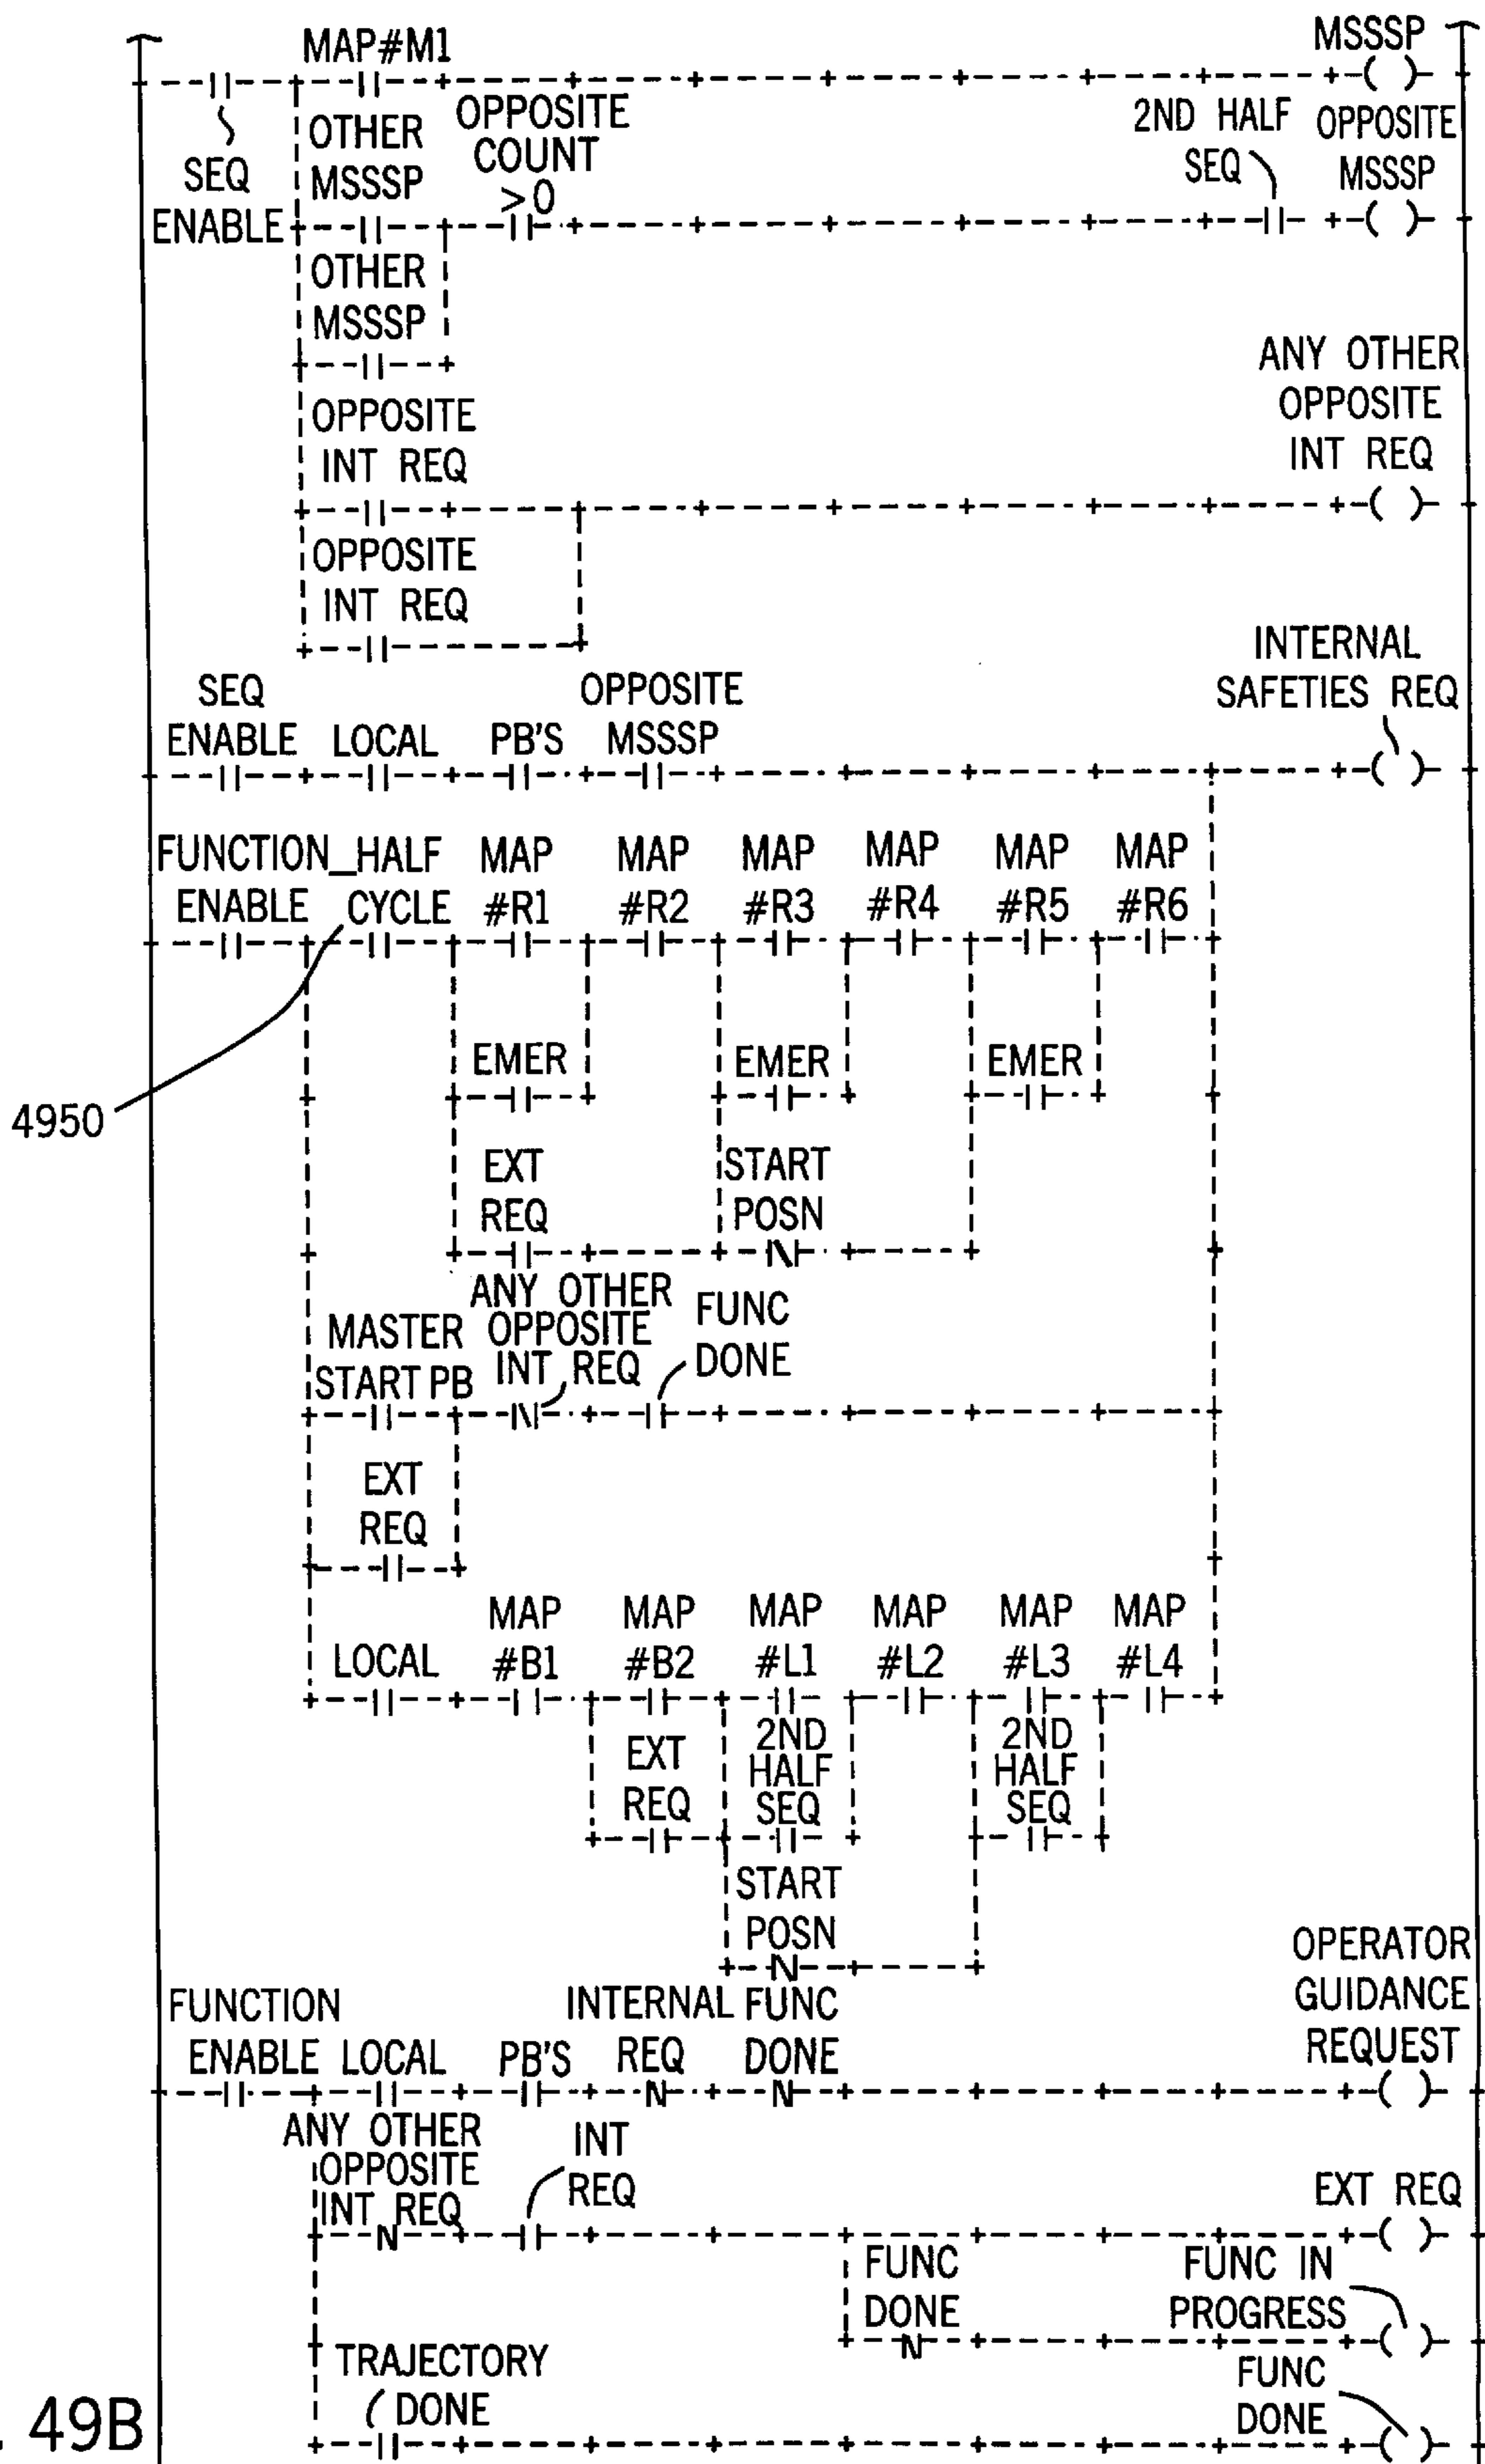 MAP#M1
MSSSP
SEQ
ENABLE
OTHER
MSSSP
OPPOSITE
COUNT
>0
2ND HALF
SEQ
OPPOSITE
MSSSP
OTHER
MSSSP
OPPOSITE
INT REQ
ANY OTHER
OPPOSITE
INT REQ
OPPOSITE
INT REQ
SEQ
ENABLE
LOCAL
PB'S
OPPOSITE
MSSSP
INTERNAL
SAFETIES REQ
FUNCTION_HALF
ENABLE
CYCLE
MAP
#R1
MAP
#R2
MAP
#R3
MAP
#R4
MAP
#R5
MAP
#R6
4950
EMER
EMER
EMER
EXT
REQ
START
POSN
MASTER
START PB
ANY OTHER
OPPOSITE
INT REQ
FUNC
DONE
EXT
REQ
LOCAL
MAP
#B1
MAP
#B2
MAP
#L1
MAP
#L2
MAP
#L3
MAP
#L4
EXT
REQ
2ND
HALF
SEQ
2ND
HALF
SEQ
START
POSN
FUNCTION
ENABLE
LOCAL
PB'S
INTERNAL
REQ
FUNC
DONE
OPERATOR
GUIDANCE
REQUEST
ANY OTHER
OPPOSITE
INT REQ
INT
REQ
EXT REQ
FUNC
DONE
FUNC IN
PROGRESS
TRAJECTORY
DONE
FUNC
DONE
49B